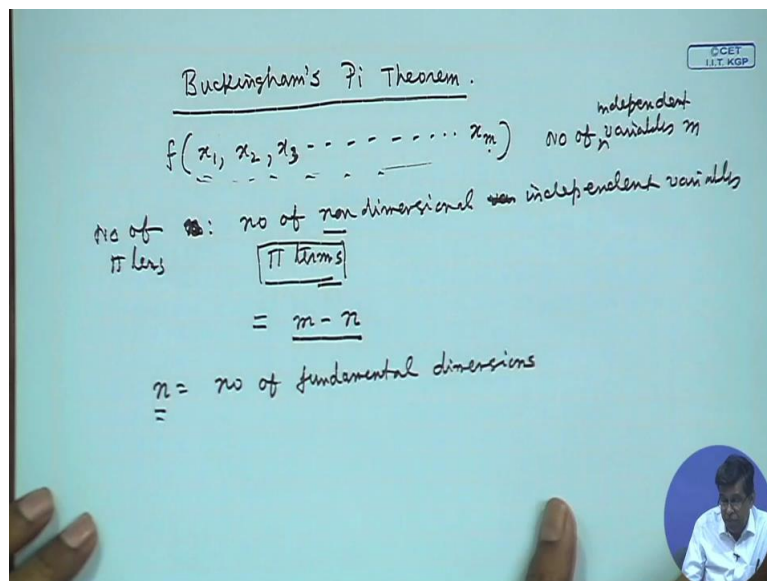 Buckingham's Pi Theorem.
©CET
I.I.T. KGP
f(x₁, x₂, x₃ - - - - - - - ... xₘ) No of independent variables m
No of π terms : no of non dimensional independent variables
π terms
= m - n
n = no of fundamental dimensions